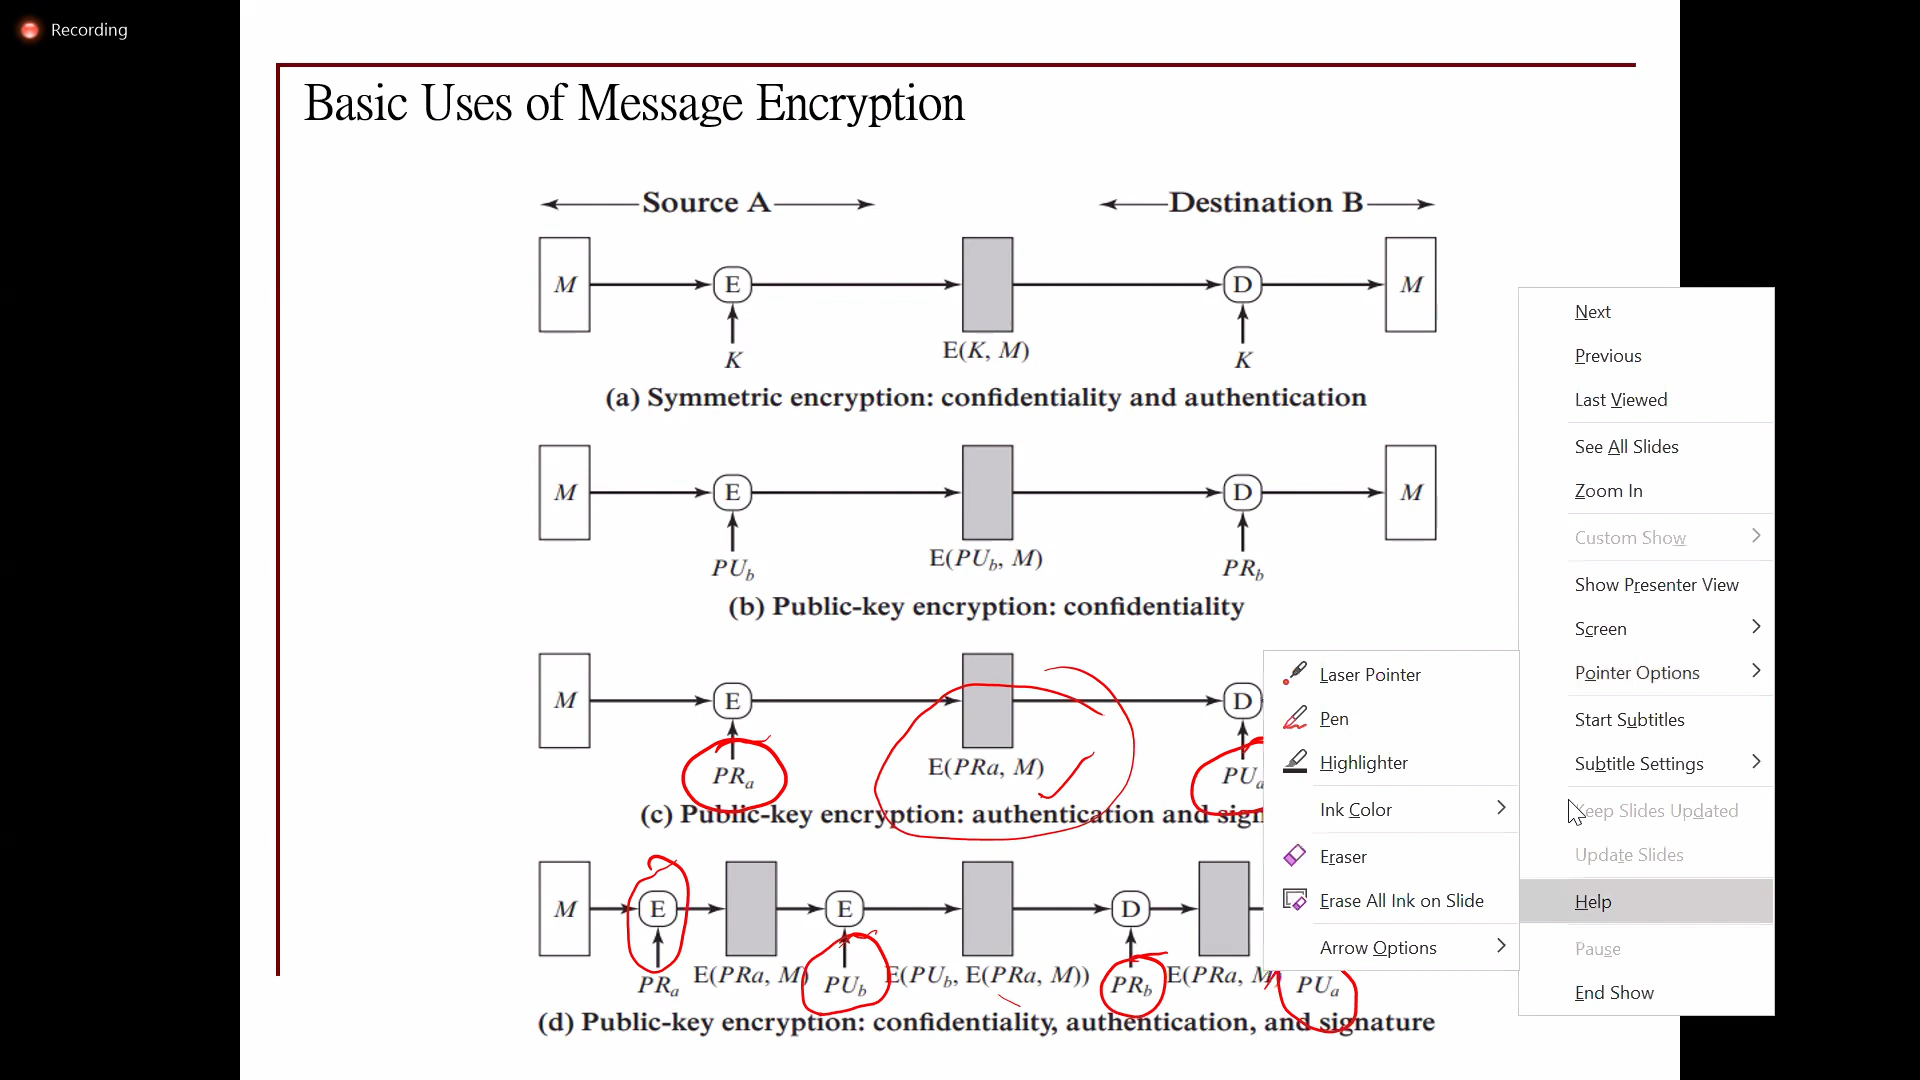 Recording
Basic Uses of Message Encryption
Source A Destination B
M E D M
K E(K, M) K
(a) Symmetric encryption: confidentiality and authentication
M E D M
PUb E(PUb, M) PRb
(b) Public-key encryption: confidentiality
M E D
PRa E(PRa, M) PUa
(c) Public-key encryption: authentication and sign
M E E D
PRa E(PRa, M) PUb E(PUb, E(PRa, M)) PRb E(PRa, M) PUa
(d) Public-key encryption: confidentiality, authentication, and signature
Laser Pointer
Pen
Highlighter
Ink Color
Eraser
Erase All Ink on Slide
Arrow Options
Next
Previous
Last Viewed
See All Slides
Zoom In
Custom Show
Show Presenter View
Screen
Pointer Options
Start Subtitles
Subtitle Settings
Keep Slides Updated
Update Slides
Help
Pause
End Show